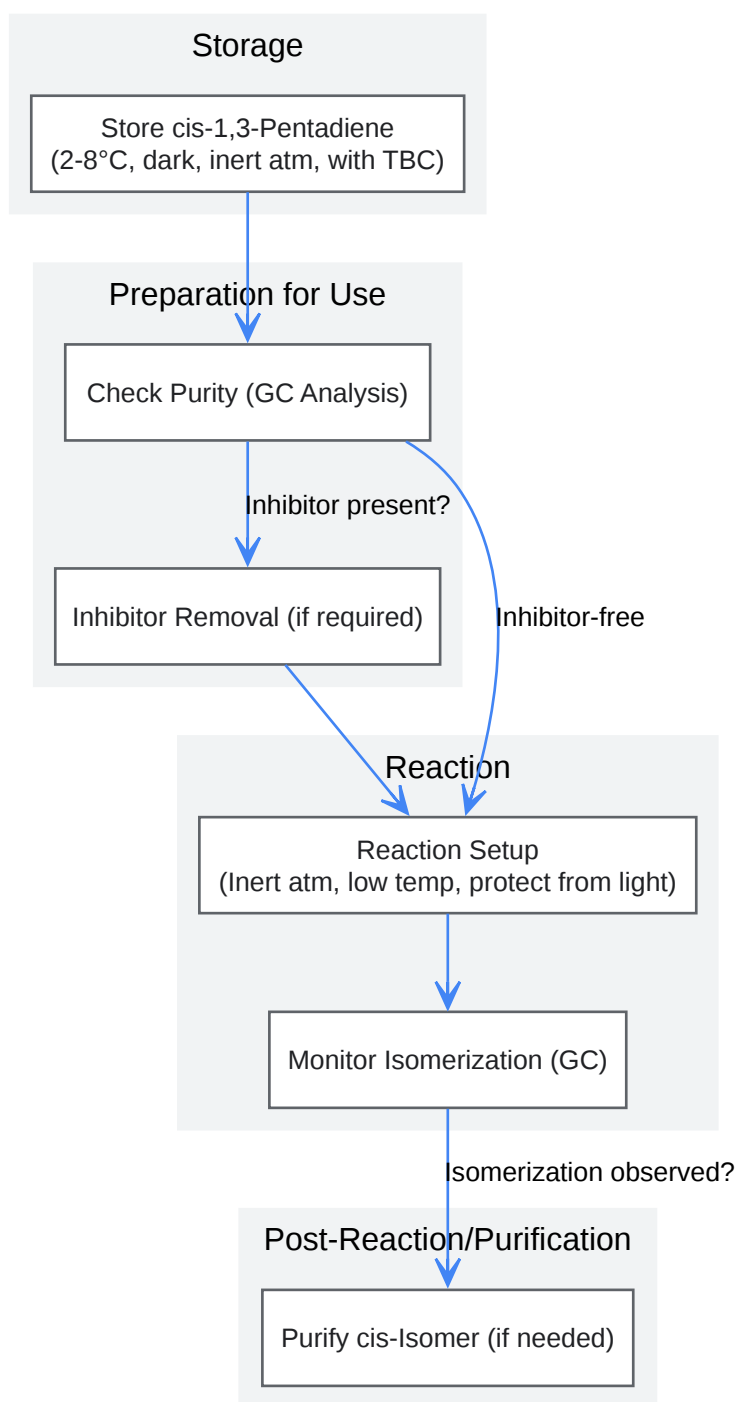 Storage
Store cis-1,3-Pentadiene
(2-8°C, dark, inert atm, with TBC)
Preparation for Use
Check Purity (GC Analysis)
Inhibitor present?
Inhibitor Removal (if required)
Inhibitor-free
Reaction
Reaction Setup
(Inert atm, low temp, protect from light)
Monitor Isomerization (GC)
Isomerization observed?
Post-Reaction/Purification
Purify cis-Isomer (if needed)